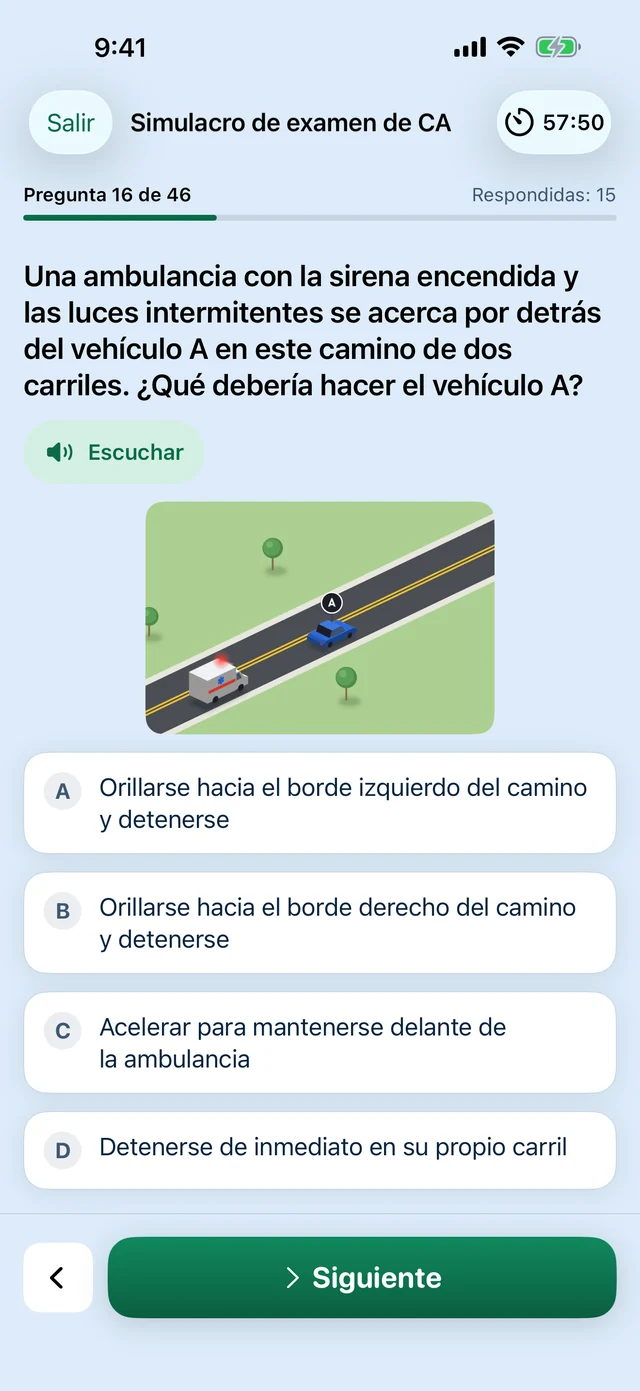 9:41
Salir
Simulacro de examen de CA
57:50
Pregunta 16 de 46
Respondidas: 15
Una ambulancia con la sirena encendida y
las luces intermitentes se acerca por detrás
del vehículo A en este camino de dos
carriles. ¿Qué debería hacer el vehículo A?
Escuchar
A
A
Orillarse hacia el borde izquierdo del camino
y detenerse
B
Orillarse hacia el borde derecho del camino
y detenerse
C
Acelerar para mantenerse delante de
la ambulancia
D
Detenerse de inmediato en su propio carril
Siguiente